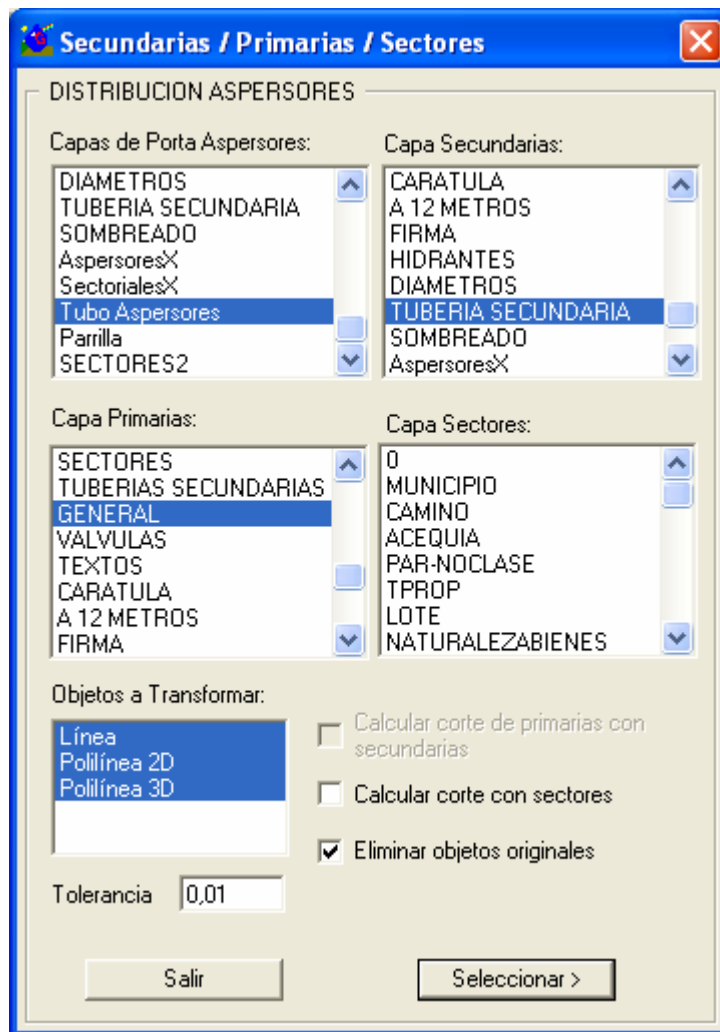 Secundarias / Primarias / Sectores
DISTRIBUCION ASPERSORES
Capas de Porta Aspersores:
DIAMETROS
TUBERIA SECUNDARIA
SOMBREADO
AspersoresX
SectorialesX
Tubo Aspersores
Parrilla
SECTORES2
Capa Secundarias:
CARATULA
A 12 METROS
FIRMA
HIDRANTES
DIAMETROS
TUBERIA SECUNDARIA
SOMBREADO
AspersoresX
Capa Primarias:
SECTORES
TUBERIAS SECUNDARIAS
GENERAL
VALVULAS
TEXTOS
CARATULA
A 12 METROS
FIRMA
Capa Sectores:
0
MUNICIPIO
CAMINO
ACEQUIA
PAR-NOCLASE
TPROP
LOTE
NATURALEZABIENES
Objetos a Transformar:
Línea
Polilínea 2D
Polilínea 3D
Calcular corte de primarias con
secundarias
Calcular corte con sectores
Eliminar objetos originales
Tolerancia 0,01
Salir
Seleccionar >